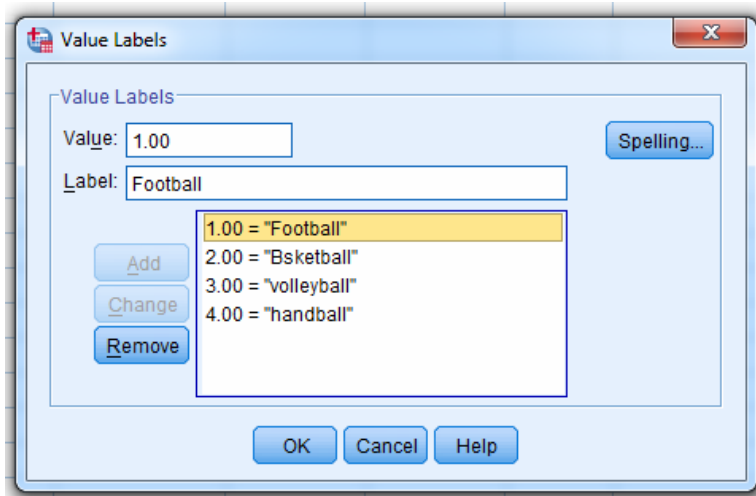 Value Labels
Value Labels
Value: 1.00
Spelling...
Label: Football
1.00 = "Football"
2.00 = "Bsketball"
3.00 = "volleyball"
4.00 = "handball"
Add
Change
Remove
OK Cancel Help